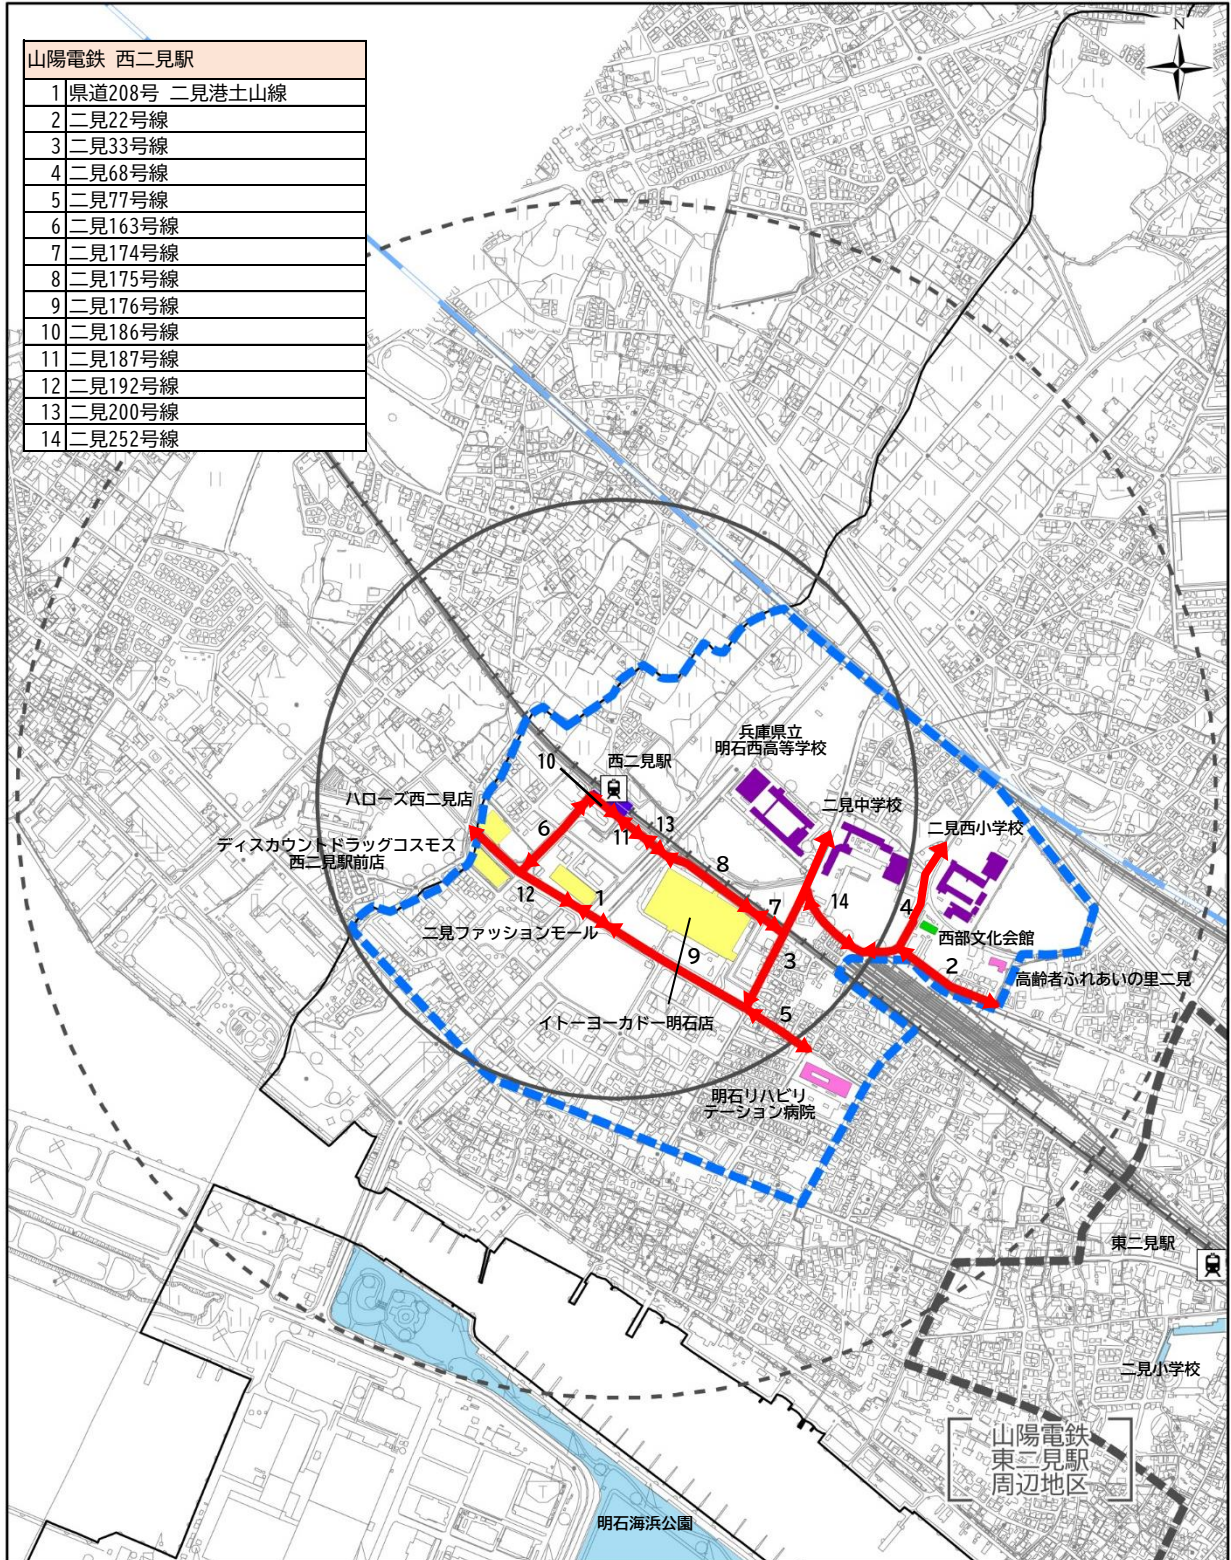 N
山陽電鉄 西二見駅
1 県道208号 二見港土山線
2 二見22号線
3 二見33号線
4 二見68号線
5 二見77号線
6 二見163号線
7 二見174号線
8 二見175号線
9 二見176号線
10 二見186号線
11 二見187号線
12 二見192号線
13 二見200号線
14 二見252号線
兵庫県立
明石西高等学校
西二見駅
10
ハローズ西二見店
二見中学校
13
6
11
二見西小学校
ディスカウントドラッグコスモス
西二見駅前店
8
12
1
14
4
7
二見ファッションモール
西部文化会館
9
3
2
高齢者ふれあいの里二見
5
イトーヨーカドー明石店
明石リハビリ
テーション病院
東二見駅
二見小学校
山陽電鉄
東二見駅
周辺地区
明石海浜公園